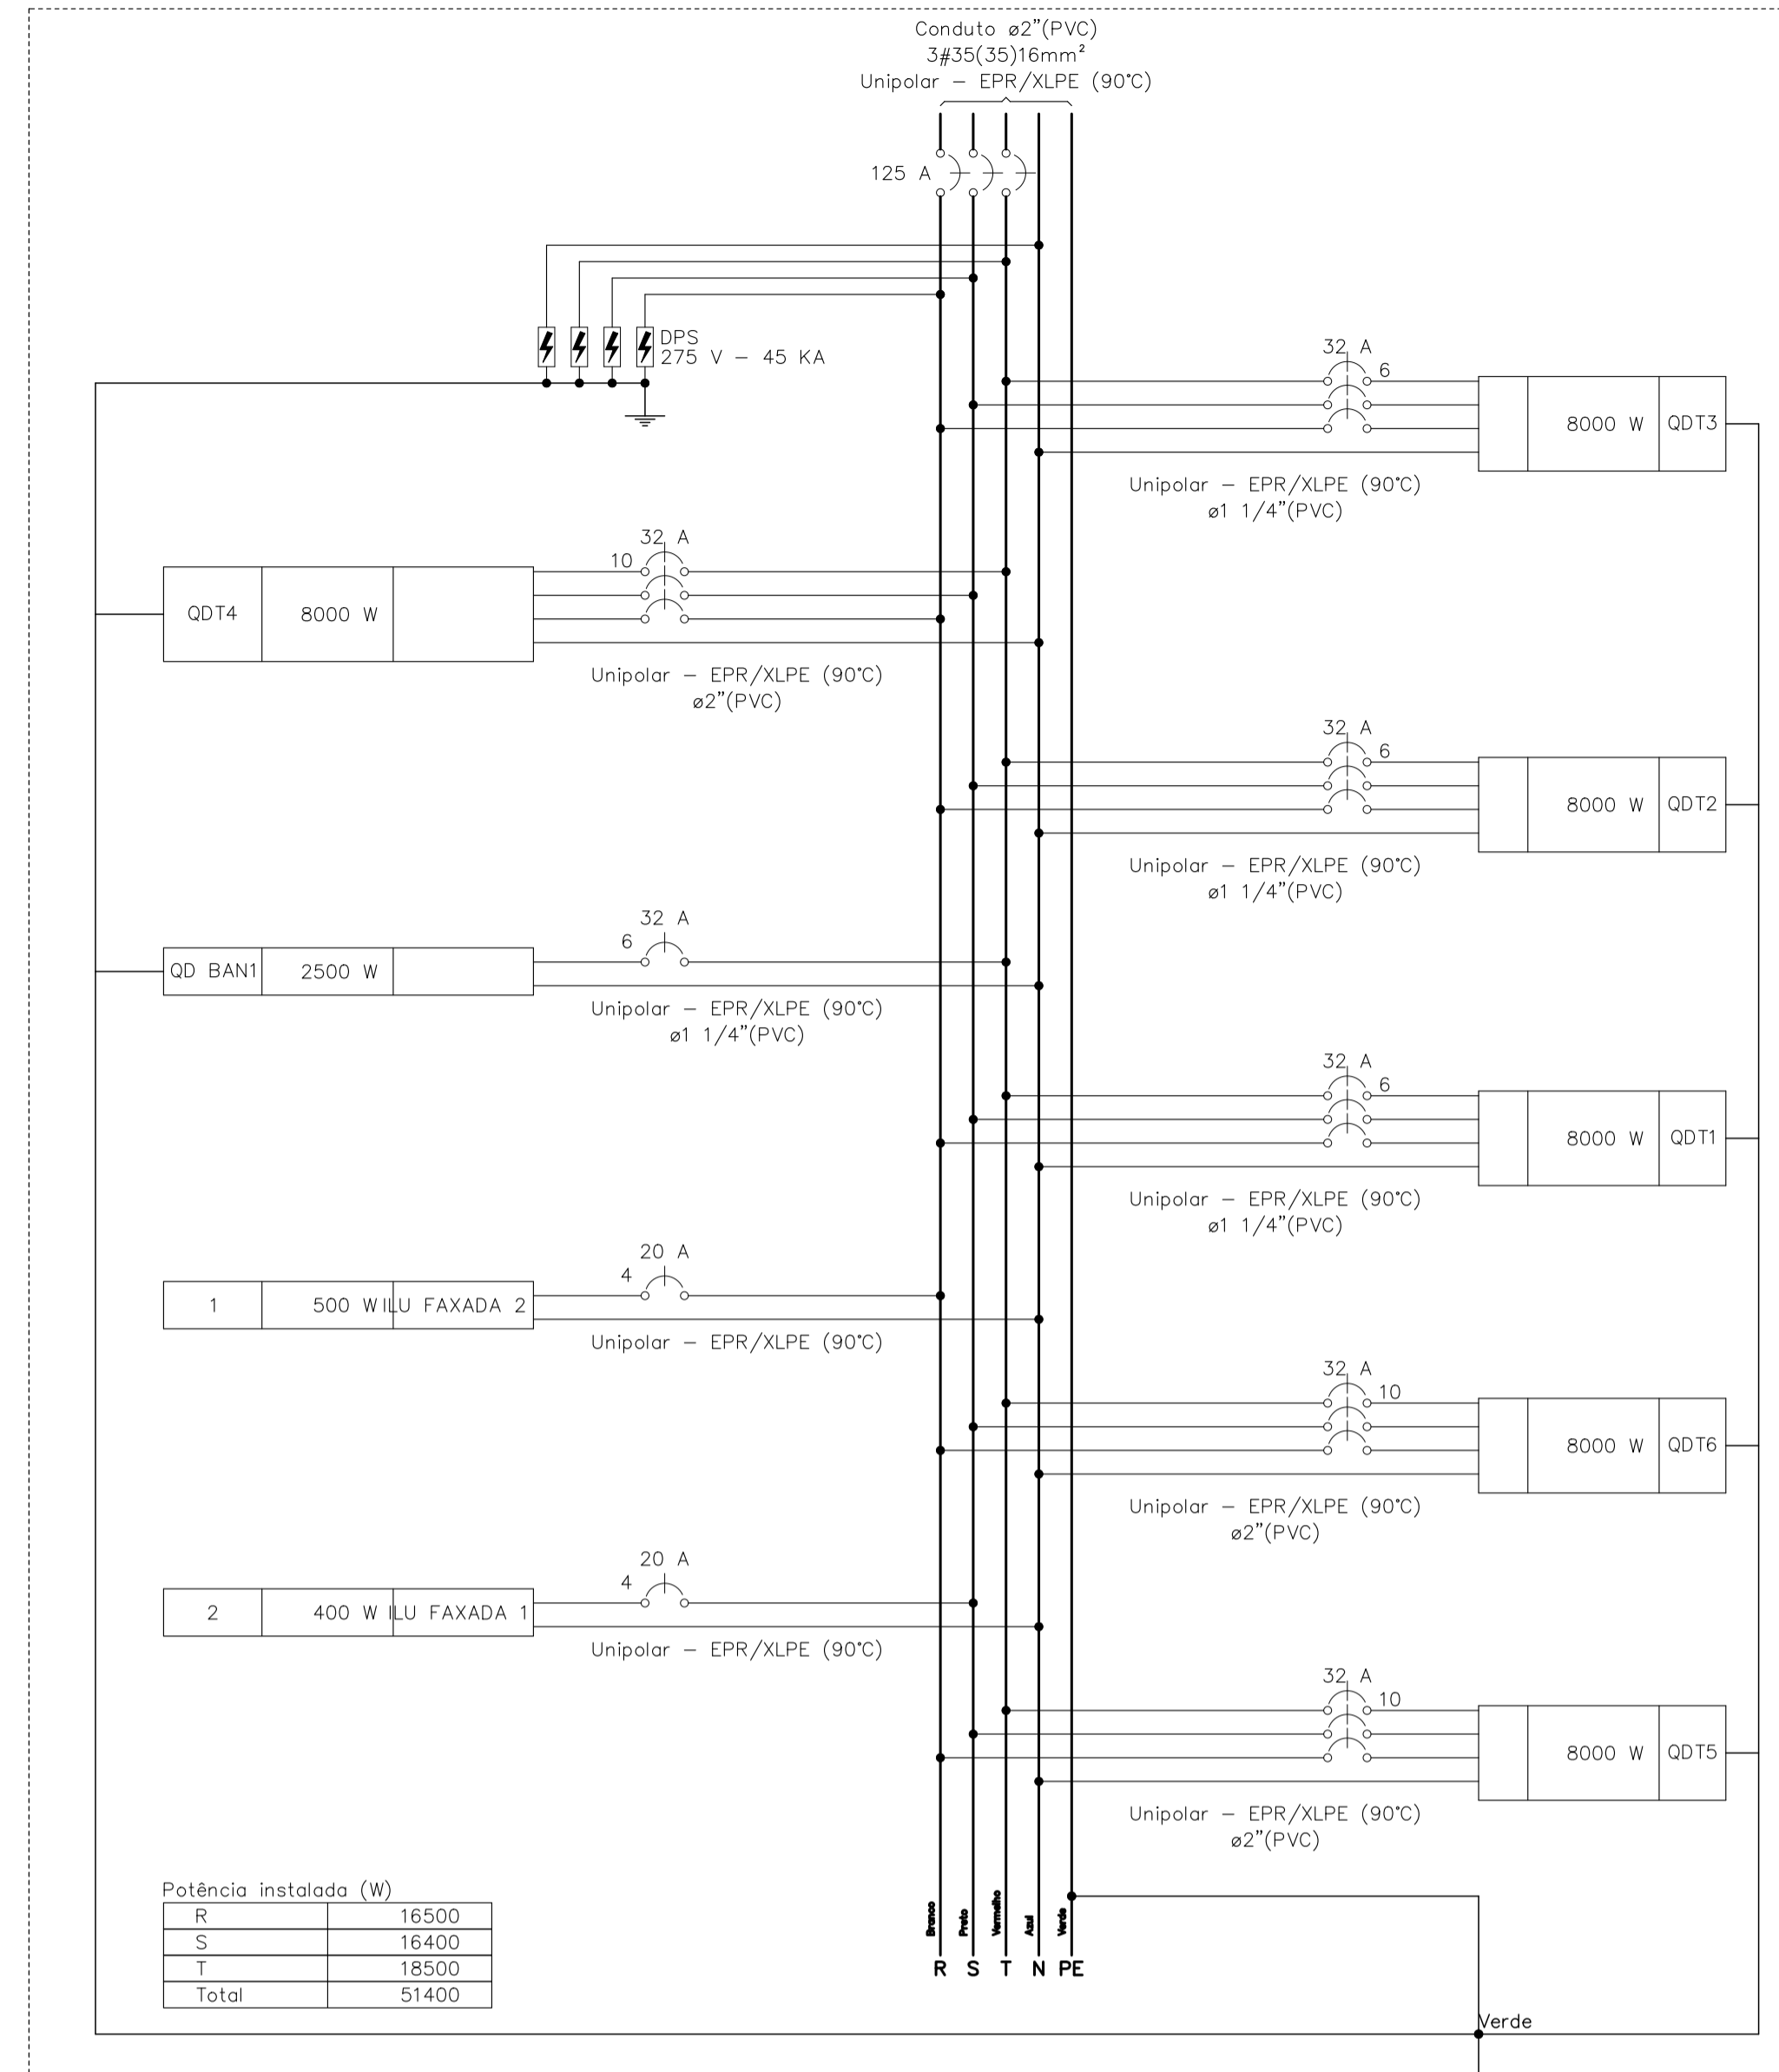 Conduto ø2"(PVC)
3#35(35)16mm²
Unipolar – EPR/XLPE (90°C)
125 A
DPS
275 V – 45 KA
32 A
6
8000 W QDT3
Unipolar – EPR/XLPE (90°C)
ø1 1/4"(PVC)
32 A
10
QDT4 8000 W
Unipolar – EPR/XLPE (90°C)
ø2"(PVC)
32 A
6
8000 W QDT2
Unipolar – EPR/XLPE (90°C)
ø1 1/4"(PVC)
32 A
6
QD BAN1 2500 W
Unipolar – EPR/XLPE (90°C)
ø1 1/4"(PVC)
32 A
6
8000 W QDT1
Unipolar – EPR/XLPE (90°C)
ø1 1/4"(PVC)
20 A
4
1 500 W ILU FAXADA 2
Unipolar – EPR/XLPE (90°C)
32 A
10
8000 W QDT6
Unipolar – EPR/XLPE (90°C)
ø2"(PVC)
20 A
4
2 400 W ILU FAXADA 1
Unipolar – EPR/XLPE (90°C)
32 A
10
8000 W QDT5
Unipolar – EPR/XLPE (90°C)
ø2"(PVC)
Potência instalada (W)
R 16500
S 16400
T 18500
Total 51400
Branco Preto Vermelho Azul Verde
R S T N PE
Verde